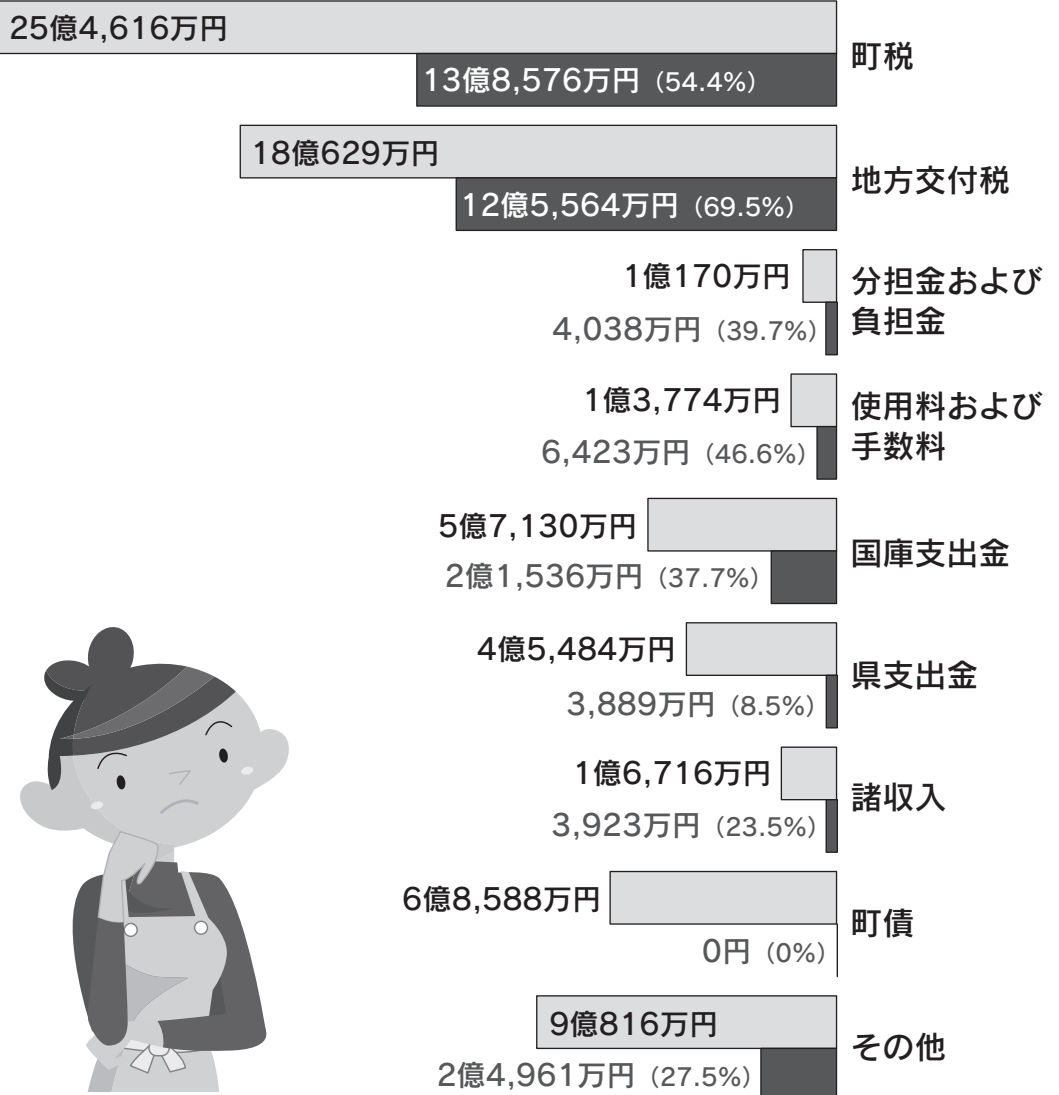 25億4,616万円
13億8,576万円（54.4%）
町税
18億629万円
12億5,564万円（69.5%）
地方交付税
1億170万円
4,038万円（39.7%）
分担金および
負担金
1億3,774万円
6,423万円（46.6%）
使用料および
手数料
5億7,130万円
2億1,536万円（37.7%）
国庫支出金
4億5,484万円
3,889万円（8.5%）
県支出金
1億6,716万円
3,923万円（23.5%）
諸収入
6億8,588万円
0円（0%）
町債
9億816万円
2億4,961万円（27.5%）
その他